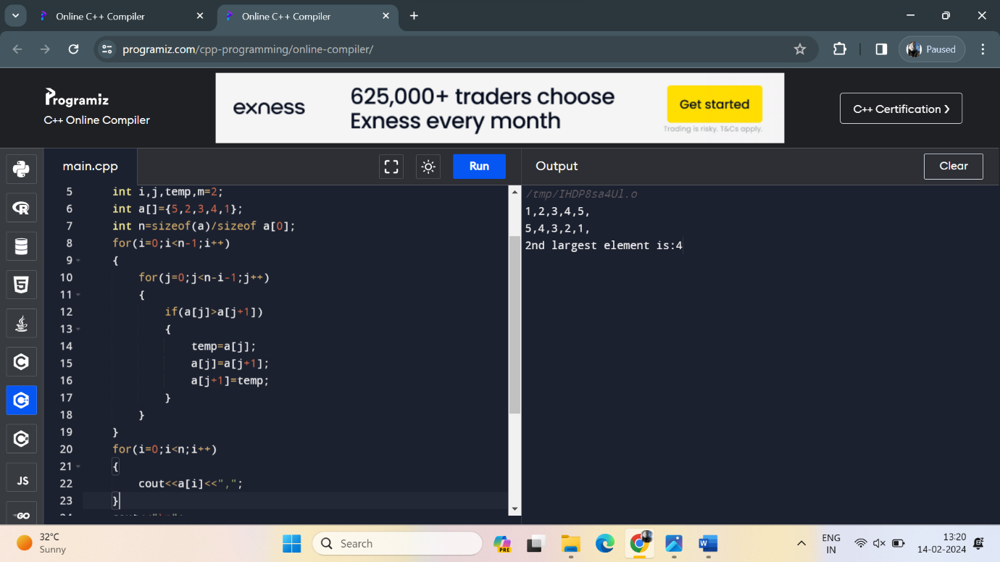 Online C++ Compiler
Online C++ Compiler
programiz.com/cpp-programming/online-compiler/
Paused
Programiz
C++ Online Compiler
exness
625,000+ traders choose
Exness every month
Get started
Trading is risky. T&Cs apply.
C++ Certification
main.cpp
Run
Output
Clear
5 int i,j,temp,m=2;
6 int a[]={5,2,3,4,1};
7 int n=sizeof(a)/sizeof a[0];
8 for(i=0;i<n-1;i++)
9 {
10 for(j=0;j<n-i-1;j++)
11 {
12 if(a[j]>a[j+1])
13 {
14 temp=a[j];
15 a[j]=a[j+1];
16 a[j+1]=temp;
17 }
18 }
19 }
20 for(i=0;i<n;i++)
21 {
22 cout<<a[i]<<",";
23 }
/tmp/IHDP8sa4Ul.o
1,2,3,4,5,
5,4,3,2,1,
2nd largest element is:4
JS
GO
32°C
Sunny
Search
PRE
ENG
IN
13:20
14-02-2024